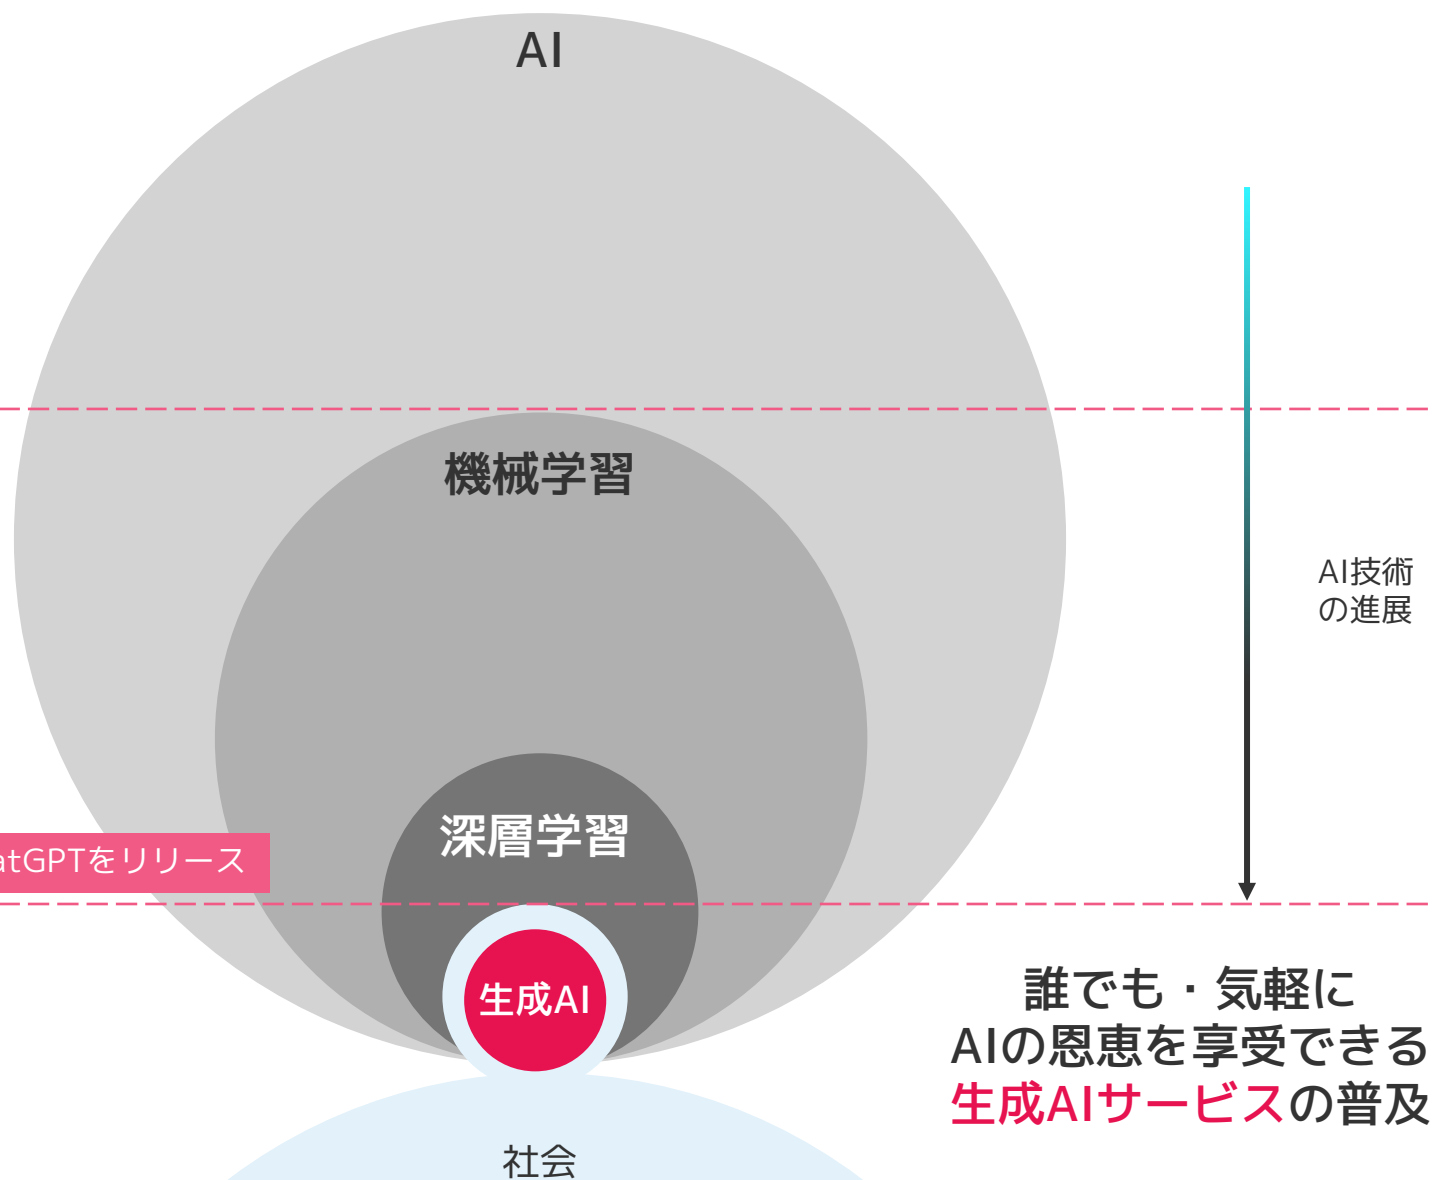 AI
機械学習
AI技術
の進展
深層学習
atGPTをリリース
生成AI
誰でも・気軽に
AIの恩恵を享受できる
生成AIサービスの普及
社会